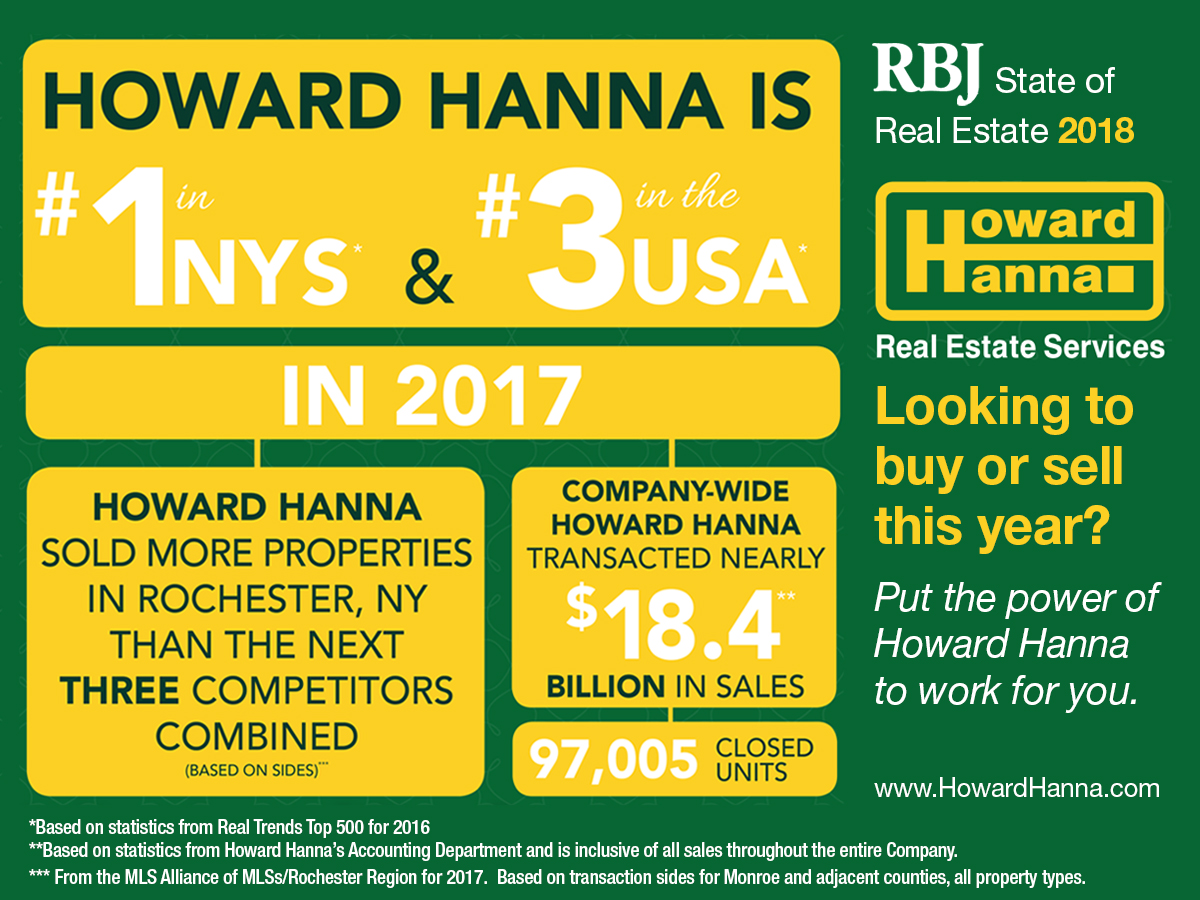 HOWARD HANNA IS
#1 in NYS* & #3 in the USA*
IN 2017
HOWARD HANNA
SOLD MORE PROPERTIES
IN ROCHESTER, NY
THAN THE NEXT
THREE COMPETITORS
COMBINED
(BASED ON SIDES)***
COMPANY-WIDE
HOWARD HANNA
TRANSACTED NEARLY
$18.4**
BILLION IN SALES
97,005 CLOSED
UNITS
RBJ State of
Real Estate 2018
Howard
Hanna
Real Estate Services
Looking to
buy or sell
this year?
Put the power of
Howard Hanna
to work for you.
www.HowardHanna.com
*Based on statistics from Real Trends Top 500 for 2016
**Based on statistics from Howard Hanna’s Accounting Department and is inclusive of all sales throughout the entire Company.
*** From the MLS Alliance of MLSs/Rochester Region for 2017. Based on transaction sides for Monroe and adjacent counties, all property types.